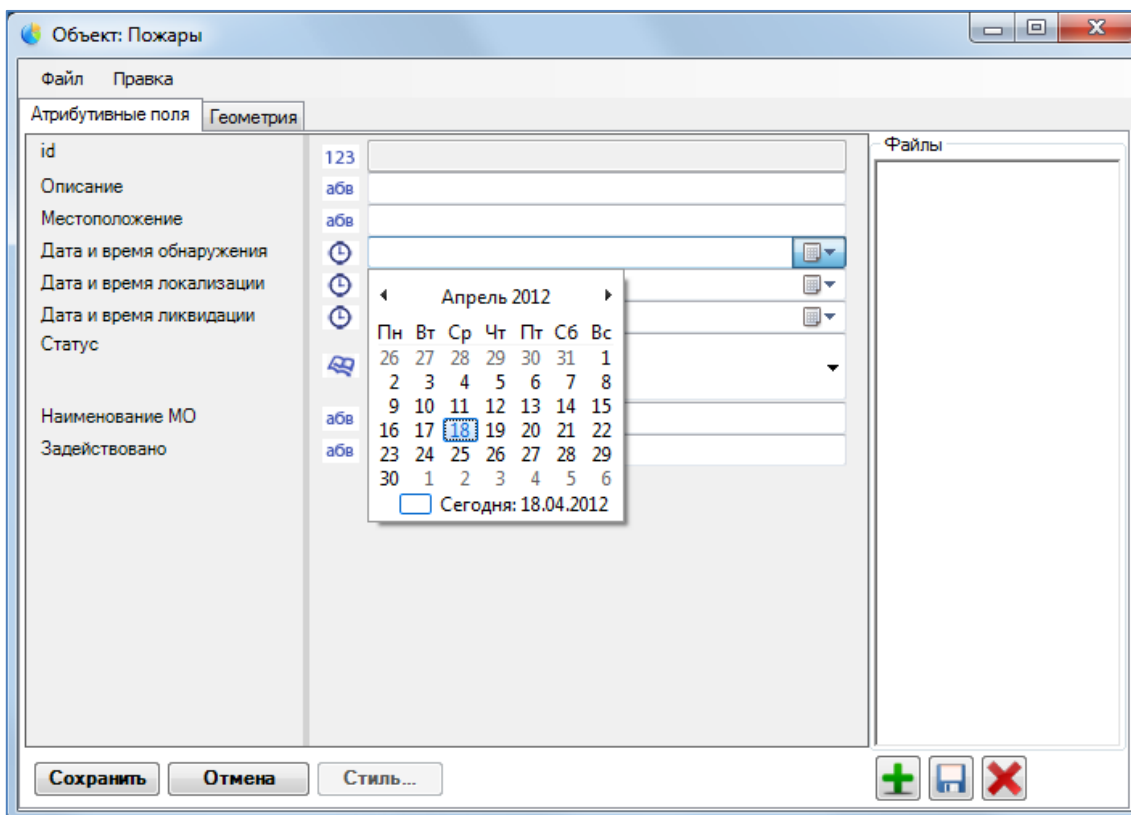 Объект: Пожары
Файл Правка
Атрибутивные поля Геометрия
id 123
Файлы
Описание абв
Местоположение абв
Дата и время обнаружения
Дата и время локализации
Апрель 2012
Дата и время ликвидации
Пн Вт Ср Чт Пт Сб Вс
Статус
26 27 28 29 30 31 1
2 3 4 5 6 7 8
9 10 11 12 13 14 15
Наименование МО абв
16 17 18 19 20 21 22
Задействовано абв
23 24 25 26 27 28 29
30 1 2 3 4 5 6
Сегодня: 18.04.2012
Сохранить Отмена Стиль...